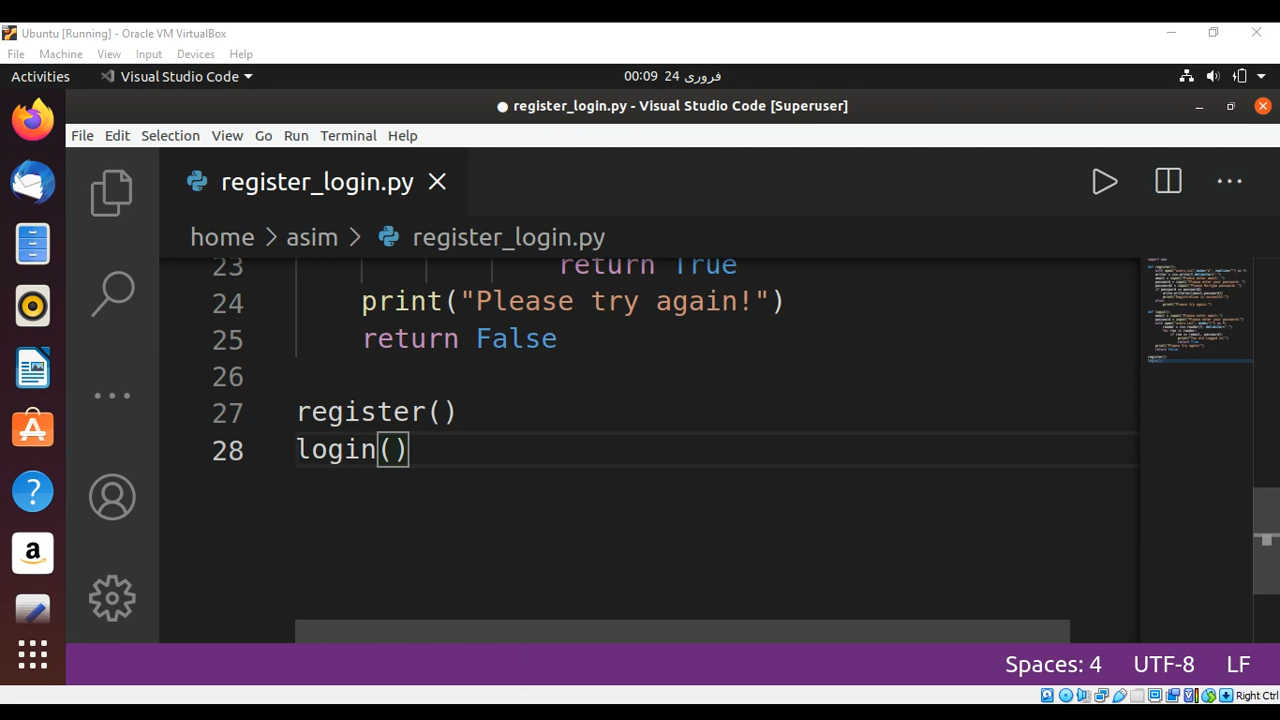 Ubuntu [Running] - Oracle VM VirtualBox
File Machine View Input Devices Help
Activities Visual Studio Code 00:09 24 فروری
● register_login.py - Visual Studio Code [Superuser]
File Edit Selection View Go Run Terminal Help
register_login.py
home > asim > register_login.py
23 return True
24 print("Please try again!")
25 return False
26
27 register()
28 login()
Spaces: 4 UTF-8 LF
Right Ctrl